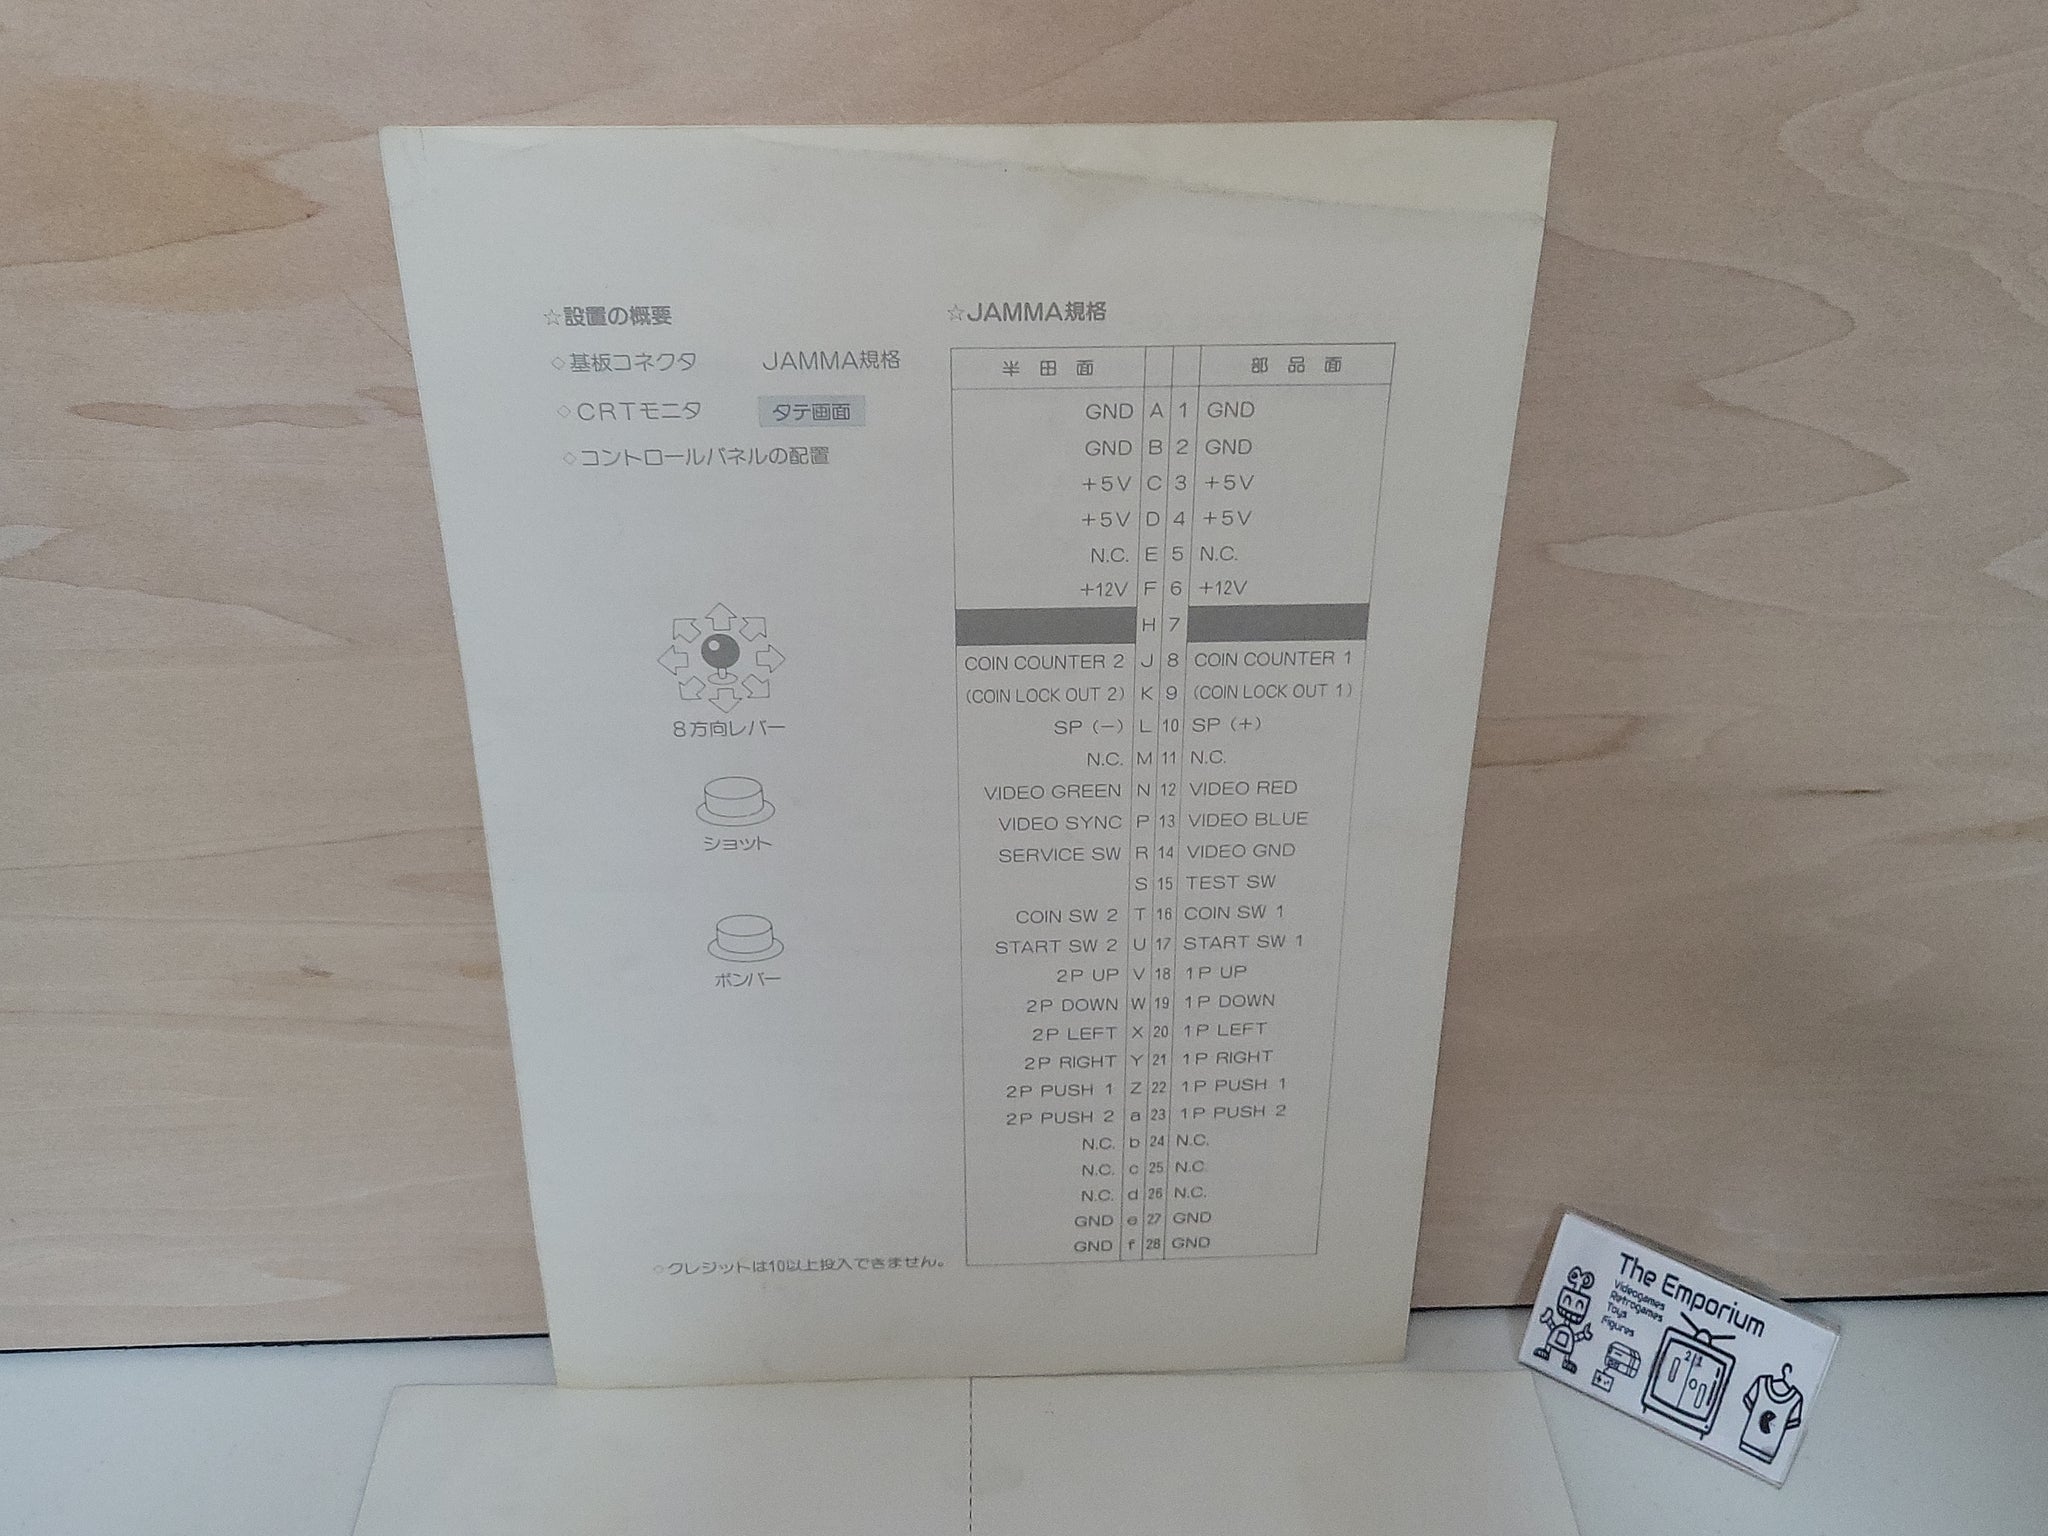 ☆設置の概要
◇基板コネクタ JAMMA規格
◇CRTモニタ タテ画面
◇コントロールパネルの配置
8方向レバー
ショット
ボンバー
◇クレジットは10以上投入できません。
☆JAMMA規格
半田面 部品面
GND A 1 GND
GND B 2 GND
+5V C 3 +5V
+5V D 4 +5V
N.C. E 5 N.C.
+12V F 6 +12V
H 7
COIN COUNTER 2 J 8 COIN COUNTER 1
(COIN LOCK OUT 2) K 9 (COIN LOCK OUT 1)
SP (−) L 10 SP (+)
N.C. M 11 N.C.
VIDEO GREEN N 12 VIDEO RED
VIDEO SYNC P 13 VIDEO BLUE
SERVICE SW R 14 VIDEO GND
S 15 TEST SW
COIN SW 2 T 16 COIN SW 1
START SW 2 U 17 START SW 1
2P UP V 18 1P UP
2P DOWN W 19 1P DOWN
2P LEFT X 20 1P LEFT
2P RIGHT Y 21 1P RIGHT
2P PUSH 1 Z 22 1P PUSH 1
2P PUSH 2 a 23 1P PUSH 2
N.C. b 24 N.C.
N.C. c 25 N.C.
N.C. d 26 N.C.
GND e 27 GND
GND f 28 GND
The Emporium
Videogames
Retrogames
Toys
Figures
2 1